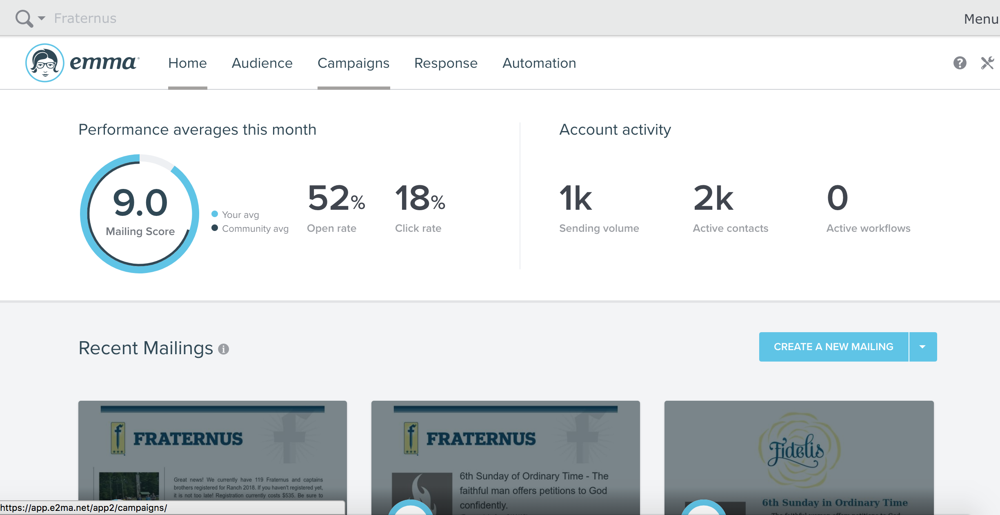 Fraternus
Menu
emma
Home Audience Campaigns Response Automation
Performance averages this month
9.0
Mailing Score
Your avg
Community avg
52%
Open rate
18%
Click rate
Account activity
1k
Sending volume
2k
Active contacts
0
Active workflows
Recent Mailings
CREATE A NEW MAILING
FRATERNUS
Great news! We currently have 119 Fraternus and captains
brothers registered for Ranch 2018. If you haven't registered yet,
it is not too late! Registration currently costs $535. Be sure to
FRATERNUS
6th Sunday of Ordinary Time - The
faithful man offers petitions to God
confidently.
Fidelis
6th Sunday in Ordinary Time
https://app.e2ma.net/app2/campaigns/